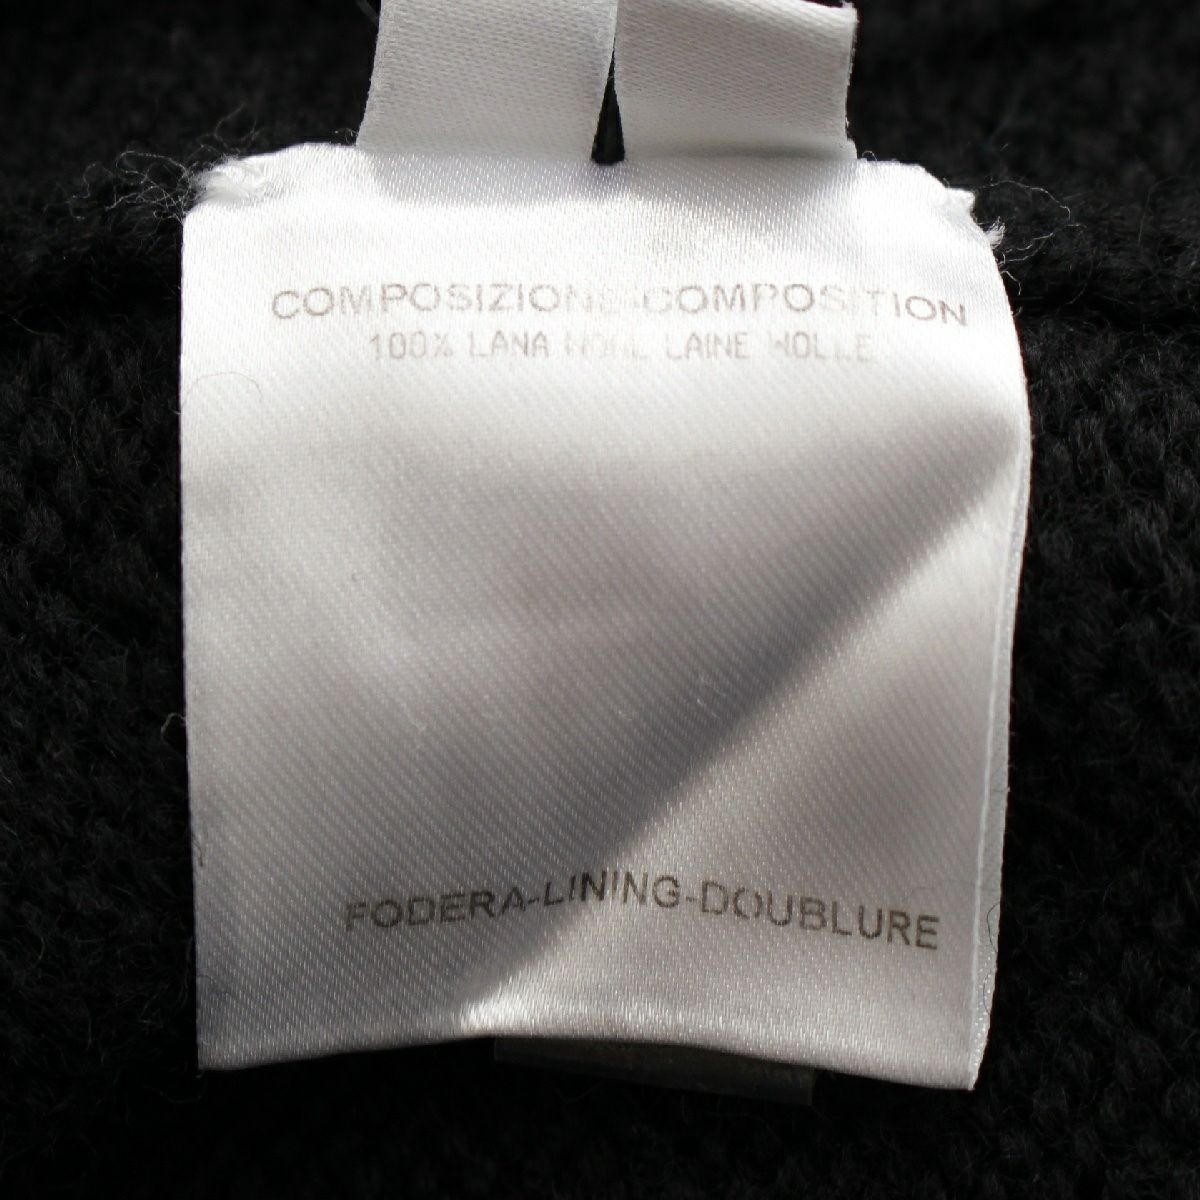 COMPOSIZIONE-COMPOSITION
100% LANA WOOL LAINE WOLLE
FODERA-LINING-DOUBLURE